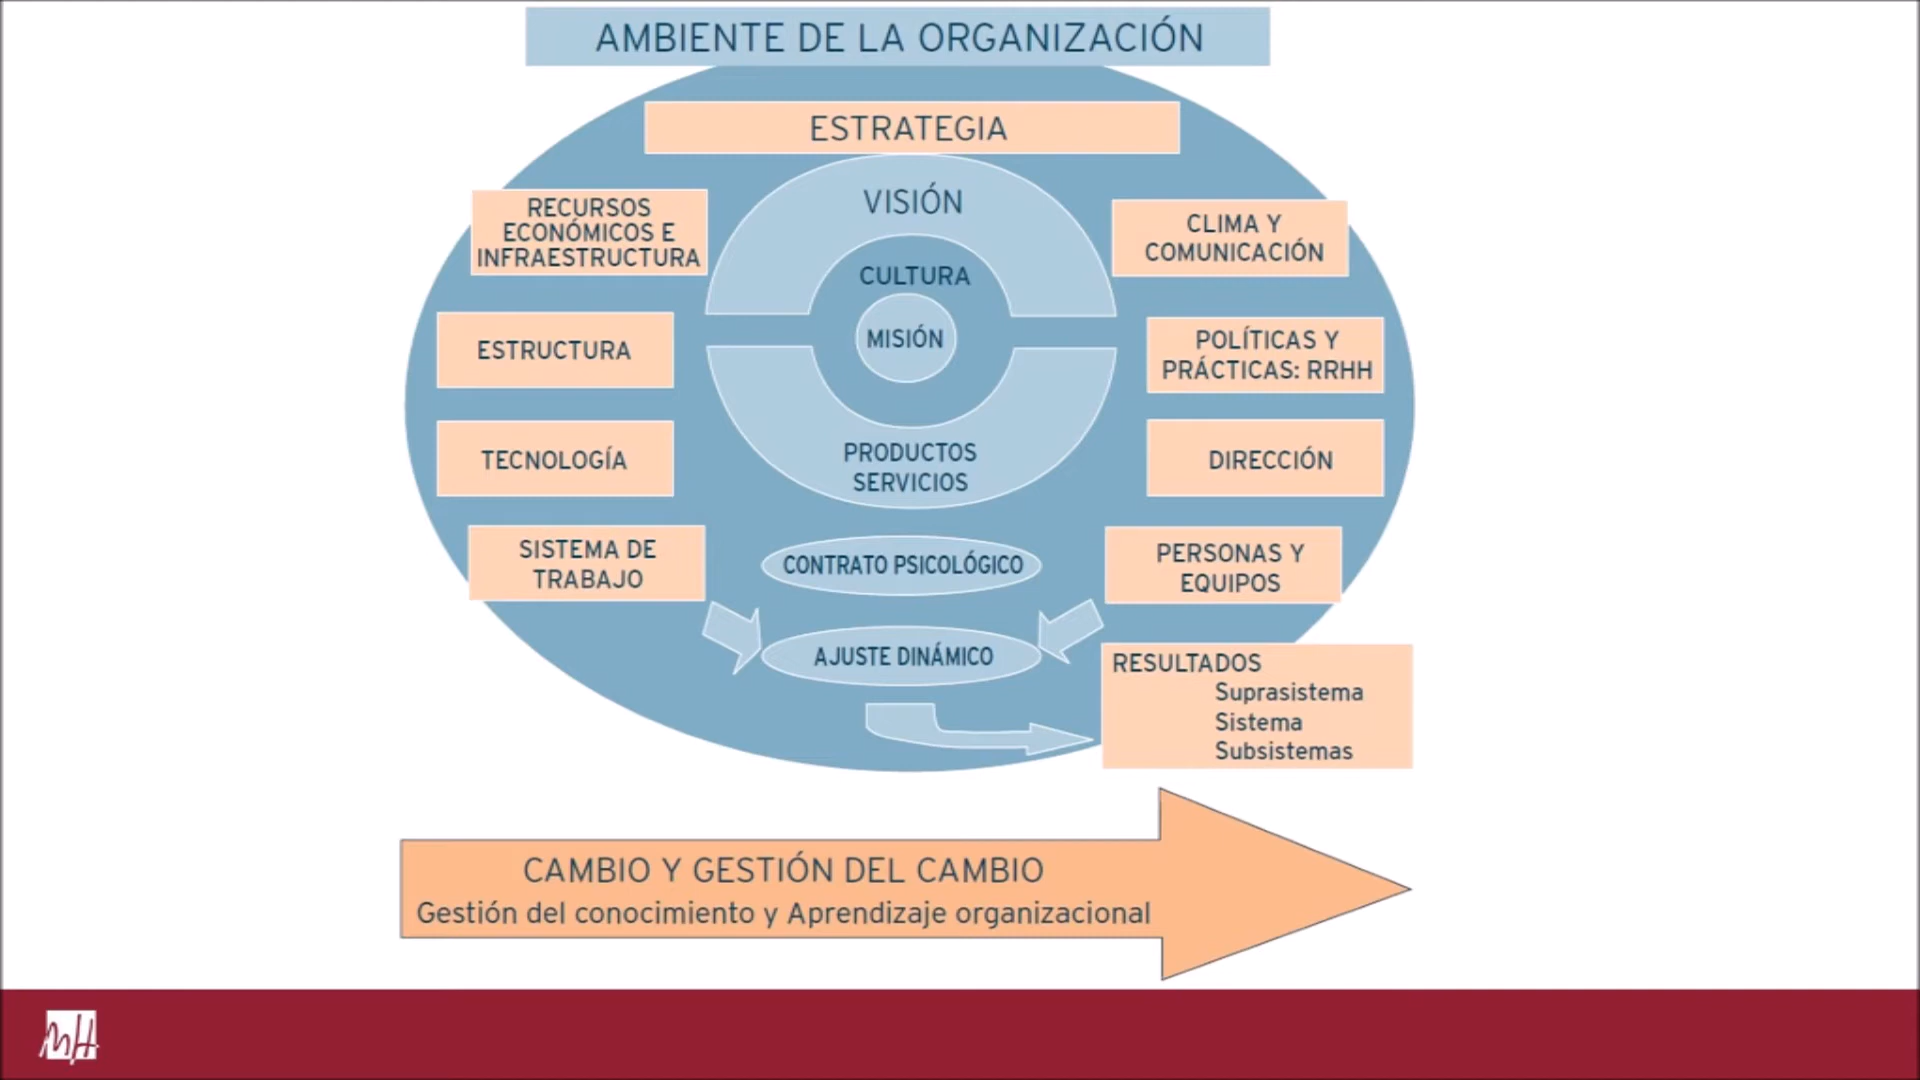 AMBIENTE DE LA ORGANIZACIÓN
ESTRATEGIA
VISIÓN
CULTURA
MISIÓN
PRODUCTOS
SERVICIOS
RECURSOS
ECONÓMICOS E
INFRAESTRUCTURA
ESTRUCTURA
TECNOLOGÍA
SISTEMA DE
TRABAJO
CLIMA Y
COMUNICACIÓN
POLÍTICAS Y
PRÁCTICAS: RRHH
DIRECCIÓN
PERSONAS Y
EQUIPOS
CONTRATO PSICOLÓGICO
AJUSTE DINÁMICO
RESULTADOS
Suprasistema
Sistema
Subsistemas
CAMBIO Y GESTIÓN DEL CAMBIO
Gestión del conocimiento y Aprendizaje organizacional